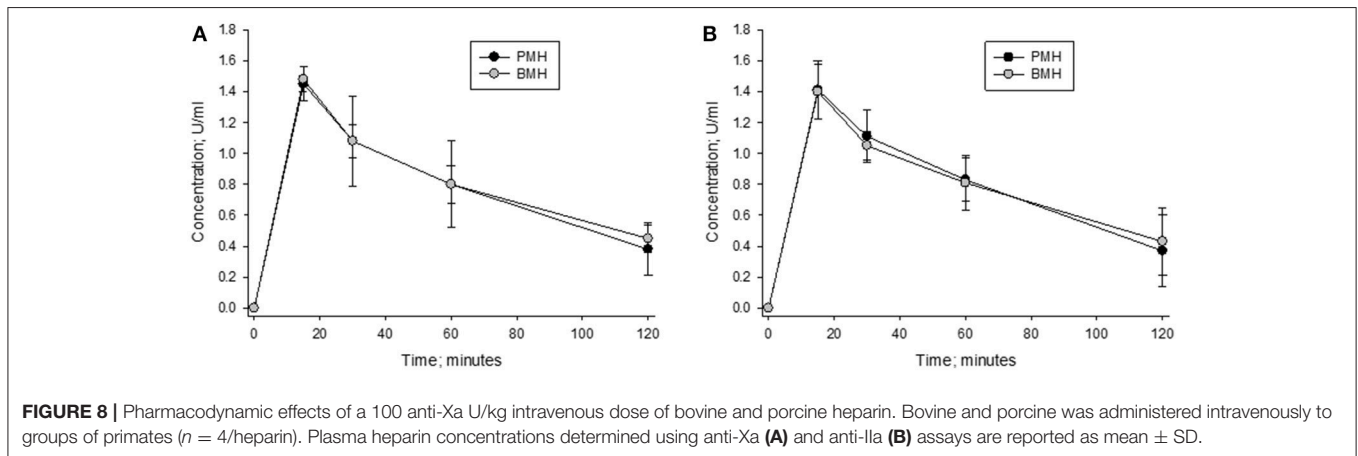 A
1.8
1.6
1.4
1.2
1.0
0.8
0.6
0.4
0.2
0.0
Concentration; U/ml
PMH
BMH
0 20 40 60 80 100 120
Time; minutes
B
1.8
1.6
1.4
1.2
1.0
0.8
0.6
0.4
0.2
0.0
Concentration; U/ml
PMH
BMH
0 20 40 60 80 100 120
Time; minutes
FIGURE 8 | Pharmacodynamic effects of a 100 anti-Xa U/kg intravenous dose of bovine and porcine heparin. Bovine and porcine was administered intravenously to
groups of primates (n = 4/heparin). Plasma heparin concentrations determined using anti-Xa (A) and anti-IIa (B) assays are reported as mean ± SD.